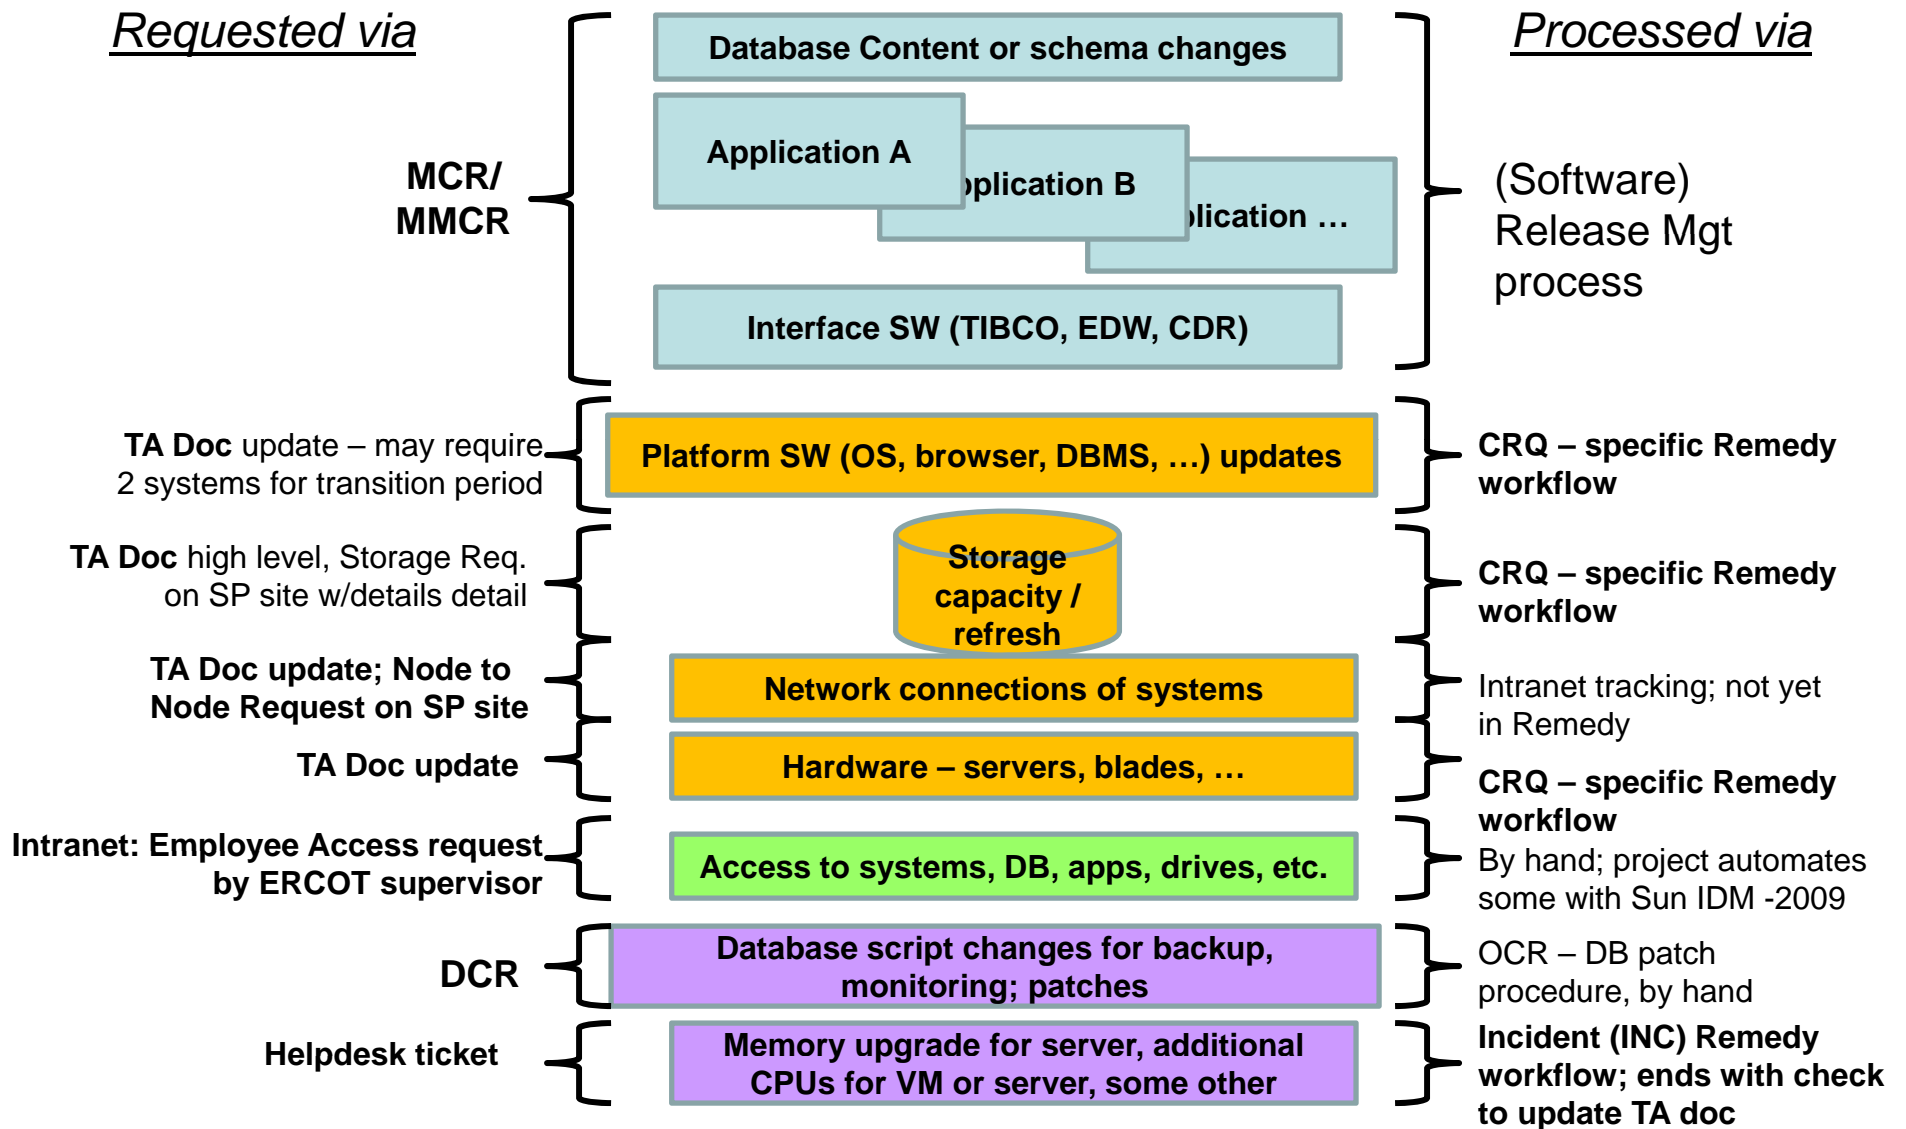 Requested via
Processed via
Database Content or schema changes
Application A
pplication B
plication …
MCR/
MMCR
(Software)
Release Mgt
process
Interface SW (TIBCO, EDW, CDR)
TA Doc update – may require
2 systems for transition period
Platform SW (OS, browser, DBMS, …) updates
CRQ – specific Remedy
workflow
TA Doc high level, Storage Req.
on SP site w/details detail
Storage
capacity /
refresh
CRQ – specific Remedy
workflow
TA Doc update; Node to
Node Request on SP site
Network connections of systems
Intranet tracking; not yet
in Remedy
TA Doc update
Hardware – servers, blades, …
CRQ – specific Remedy
workflow
Intranet: Employee Access request
by ERCOT supervisor
Access to systems, DB, apps, drives, etc.
By hand; project automates
some with Sun IDM -2009
DCR
Database script changes for backup,
monitoring; patches
OCR – DB patch
procedure, by hand
Helpdesk ticket
Memory upgrade for server, additional
CPUs for VM or server, some other
Incident (INC) Remedy
workflow; ends with check
to update TA doc